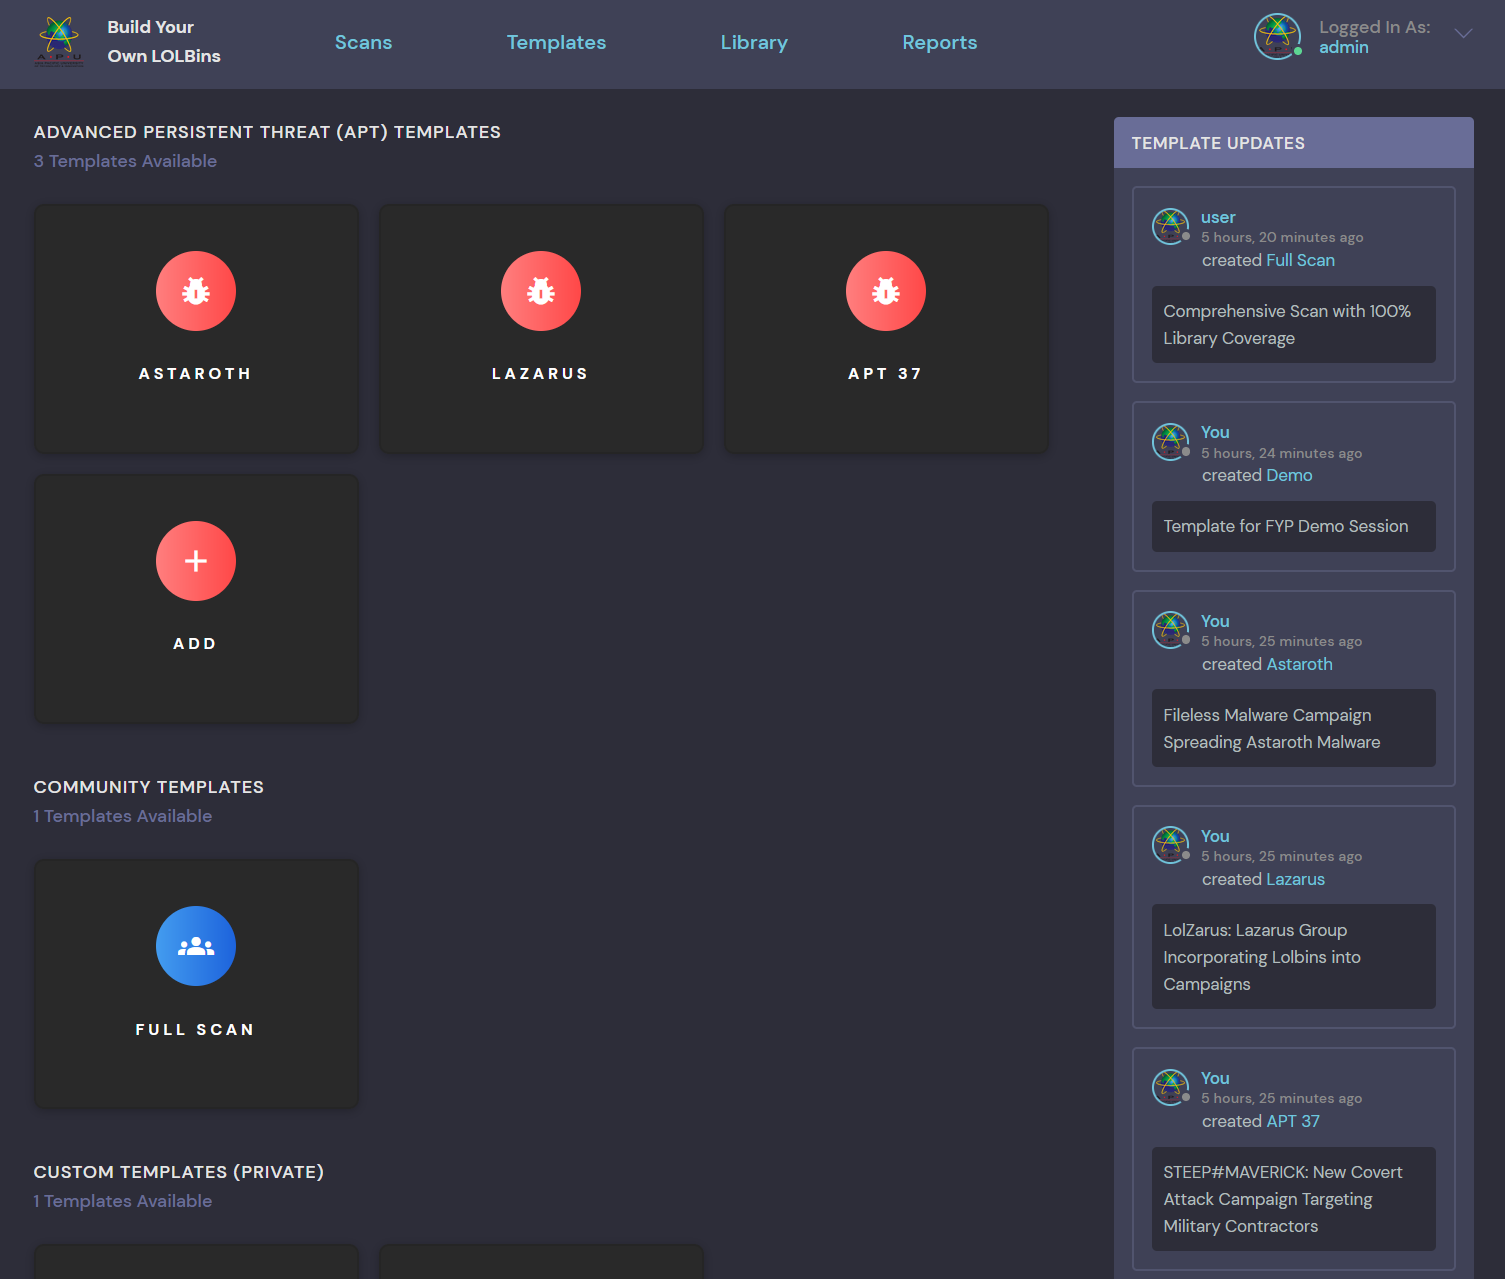 Build Your
Own LOLBins
Scans
Templates
Library
Reports
Logged In As:
admin
ADVANCED PERSISTENT THREAT (APT) TEMPLATES
3 Templates Available
ASTAROTH
LAZARUS
APT 37
ADD
COMMUNITY TEMPLATES
1 Templates Available
FULL SCAN
CUSTOM TEMPLATES (PRIVATE)
1 Templates Available
TEMPLATE UPDATES
user
5 hours, 20 minutes ago
created Full Scan
Comprehensive Scan with 100%
Library Coverage
You
5 hours, 24 minutes ago
created Demo
Template for FYP Demo Session
You
5 hours, 25 minutes ago
created Astaroth
Fileless Malware Campaign
Spreading Astaroth Malware
You
5 hours, 25 minutes ago
created Lazarus
LolZarus: Lazarus Group
Incorporating Lolbins into
Campaigns
You
5 hours, 25 minutes ago
created APT 37
STEEP#MAVERICK: New Covert
Attack Campaign Targeting
Military Contractors